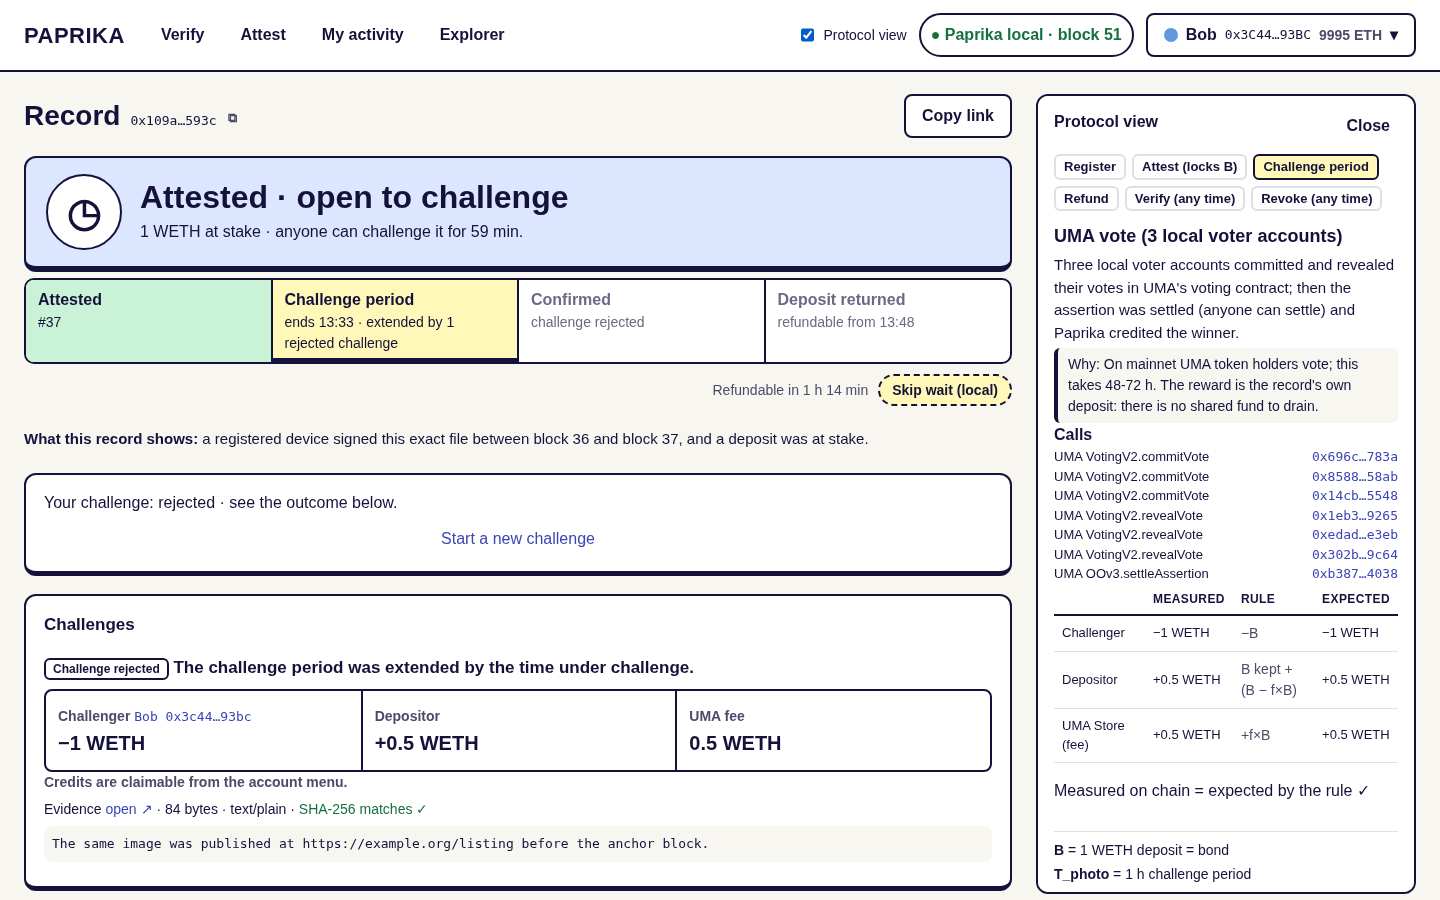 PAPRIKA Verify Attest My activity Explorer Protocol view ● Paprika local · block 51 Bob 0x3C44…93BC 9995 ETH ▼
Record 0x109a…593c ⧉ Copy link
Attested · open to challenge
1 WETH at stake · anyone can challenge it for 59 min.
Attested
#37
Challenge period
ends 13:33 · extended by 1
rejected challenge
Confirmed
challenge rejected
Deposit returned
refundable from 13:48
Refundable in 1 h 14 min Skip wait (local)
What this record shows: a registered device signed this exact file between block 36 and block 37, and a deposit was at stake.
Your challenge: rejected · see the outcome below.
Start a new challenge
Challenges
Challenge rejected The challenge period was extended by the time under challenge.
Challenger Bob 0x3c44…93bc
−1 WETH
Depositor
+0.5 WETH
UMA fee
0.5 WETH
Credits are claimable from the account menu.
Evidence open ↗ · 84 bytes · text/plain · SHA-256 matches ✓
The same image was published at https://example.org/listing before the anchor block.
Protocol view Close
Register Attest (locks B) Challenge period
Refund Verify (any time) Revoke (any time)
UMA vote (3 local voter accounts)
Three local voter accounts committed and revealed
their votes in UMA's voting contract; then the
assertion was settled (anyone can settle) and
Paprika credited the winner.
Why: On mainnet UMA token holders vote; this
takes 48-72 h. The reward is the record's own
deposit: there is no shared fund to drain.
Calls
UMA VotingV2.commitVote 0x696c…783a
UMA VotingV2.commitVote 0x8588…58ab
UMA VotingV2.commitVote 0x14cb…5548
UMA VotingV2.revealVote 0x1eb3…9265
UMA VotingV2.revealVote 0xedad…e3eb
UMA VotingV2.revealVote 0x302b…9c64
UMA OOv3.settleAssertion 0xb387…4038
MEASURED RULE EXPECTED
Challenger −1 WETH −B −1 WETH
Depositor +0.5 WETH B kept + (B − f×B) +0.5 WETH
UMA Store (fee) +0.5 WETH +f×B +0.5 WETH
Measured on chain = expected by the rule ✓
B = 1 WETH deposit = bond
T_photo = 1 h challenge period